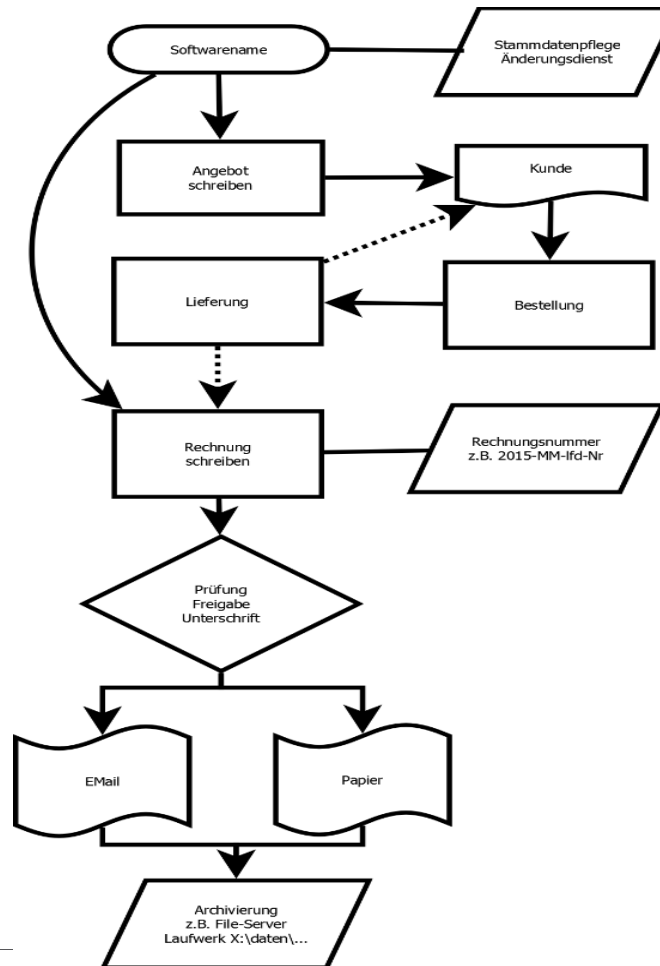 Softwarename
Stammdatenpflege
Änderungsdienst
Angebot
schreiben
Kunde
Lieferung
Bestellung
Rechnung
schreiben
Rechnungsnummer
z.B. 2015-MM-lfd-Nr
Prüfung
Freigabe
Unterschrift
EMail
Papier
Archivierung
z.B. File-Server
Laufwerk X:\daten\...